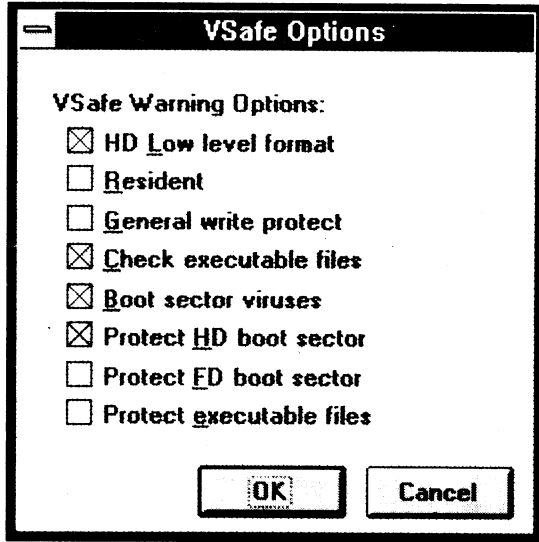 VSafe Options
VSafe Warning Options:
HD Low level format
Resident
General write protect
Check executable files
Boot sector viruses
Protect HD boot sector
Protect FD boot sector
Protect executable files
OK Cancel